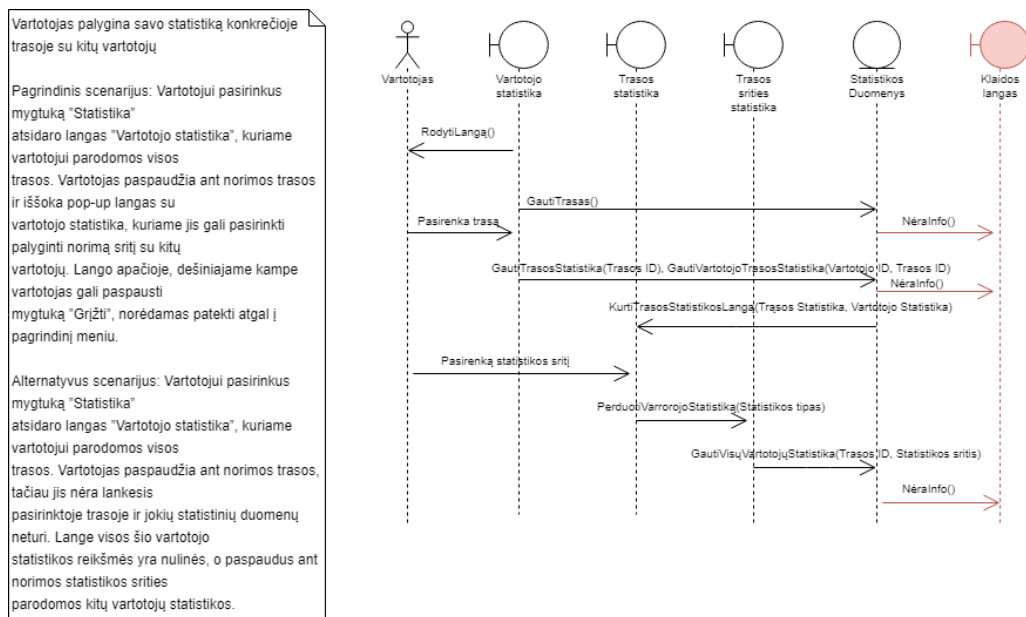 Vartotojas palygina savo statistiką konkrečioje
trasoje su kitų vartotojų
Pagrindinis scenarijus: Vartotojui pasirinkus
mygtuką "Statistika"
atsidaro langas "Vartotojo statistika", kuriame
vartotojui parodomos visos
trasos. Vartotojas paspaudžia ant norimos trasos
ir iššoka pop-up langas su
vartotojo statistika, kuriame jis gali pasirinkti
palyginti norimą sritį su kitų
vartotojų. Lango apačioje, dešiniajame kampe
vartotojas gali paspausti
mygtuką "Grįžti", norėdamas patekti atgal į
pagrindinį meniu.
Alternatyvus scenarijus: Vartotojui pasirinkus
mygtuką "Statistika"
atsidaro langas "Vartotojo statistika", kuriame
vartotojui parodomos visos
trasos. Vartotojas paspaudžia ant norimos trasos,
tačiau jis nėra lankesis
pasirinktoje trasoje ir jokių statistinių duomenų
neturi. Lange visos šio vartotojo
statistikos reikšmės yra nulinės, o paspaudus ant
norimos statistikos srities
parodomos kitų vartotojų statistikos.
Vartotojas
Vartotojo
statistika
Trasos
statistika
Trasos
srities
statistika
Statistikos
Duomenys
Klaidos
langas
RodytiLangą()
GautiTrasas()
Pasirenka trasą
NėraInfo()
GautiTrasosStatistika(Trasos ID), GautiVartotojoTrasosStatistika(Vartotojo ID, Trasos ID)
NėraInfo()
KurtiTrasosStatistikosLangą(Trasos Statistika, Vartotojo Statistika)
Pasirenką statistikos sritį
PerduotiVarrorojoStatistiką(Statistikos tipas)
GautiVisųVartotojųStatistika(Trasos ID, Statistikos sritis)
NėraInfo()